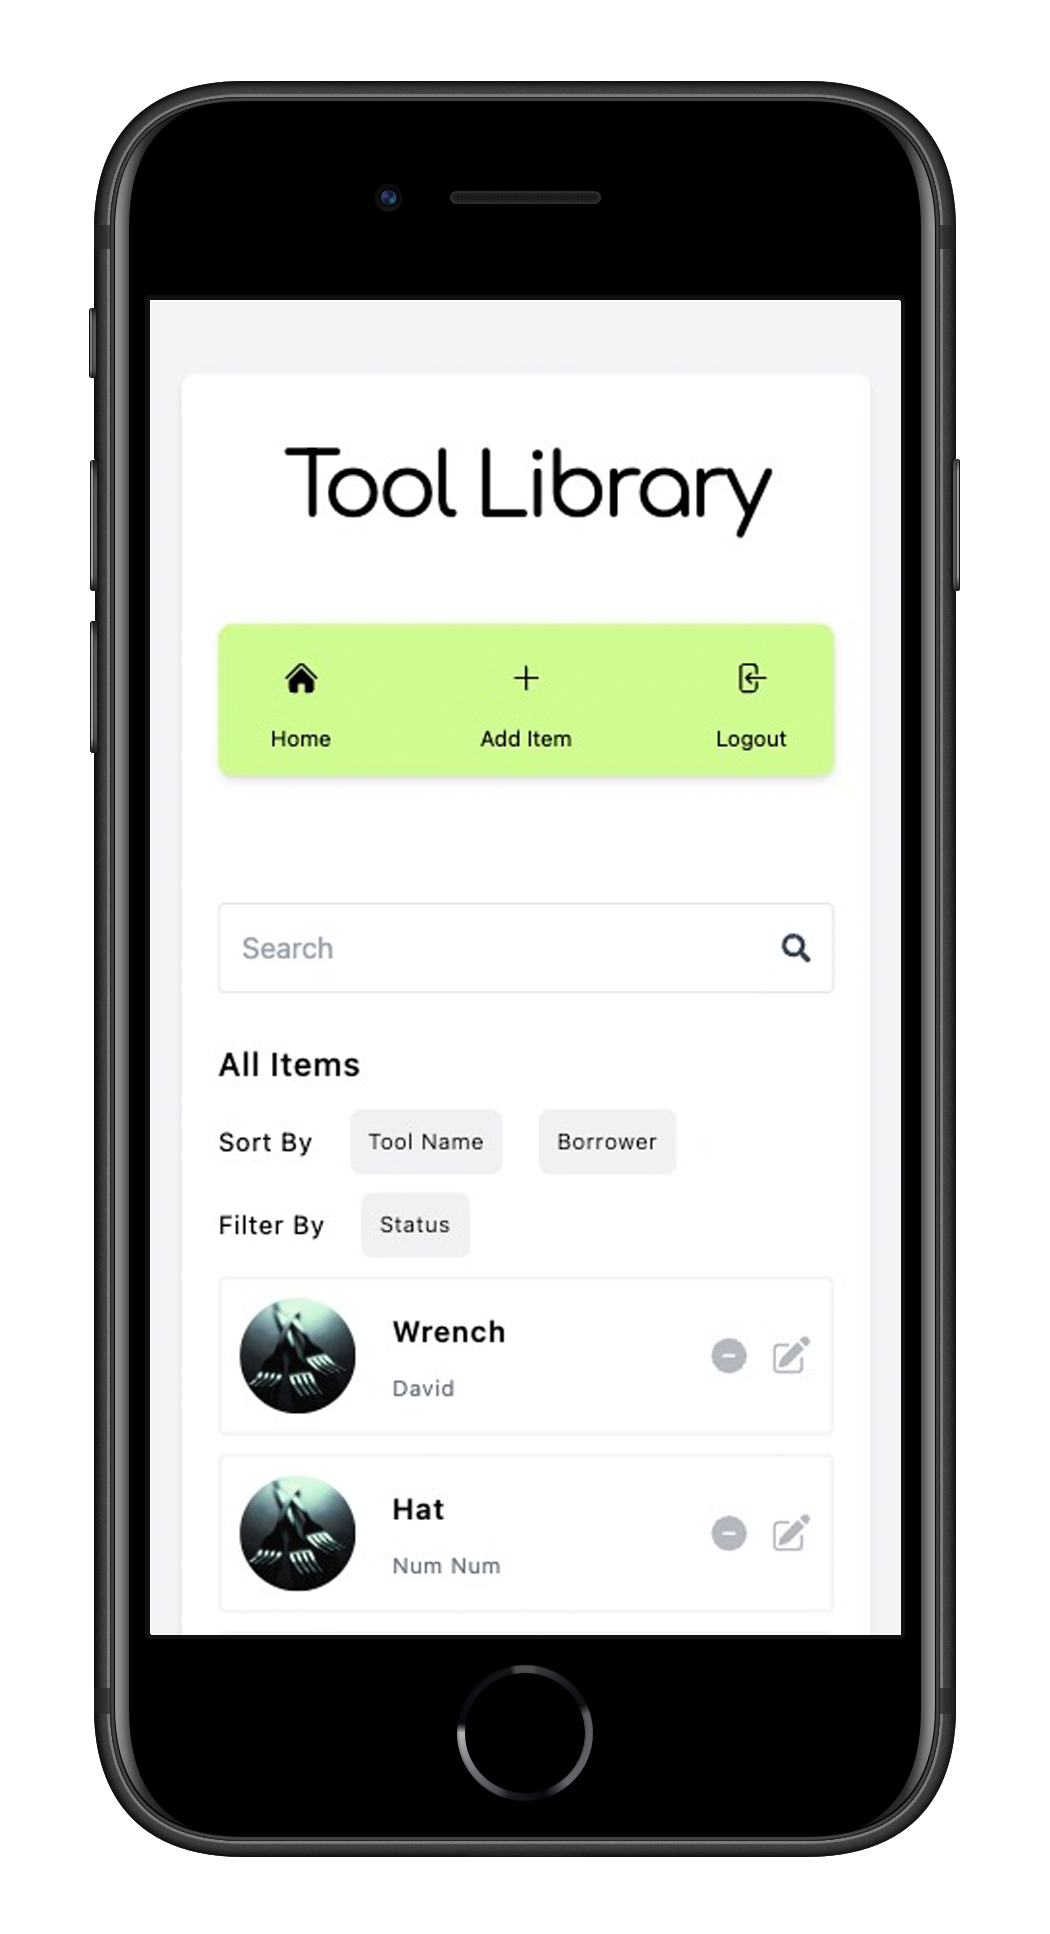 Tool Library
Home Add Item Logout
Search
All Items
Sort By Tool Name Borrower
Filter By Status
Wrench
David
Hat
Num Num